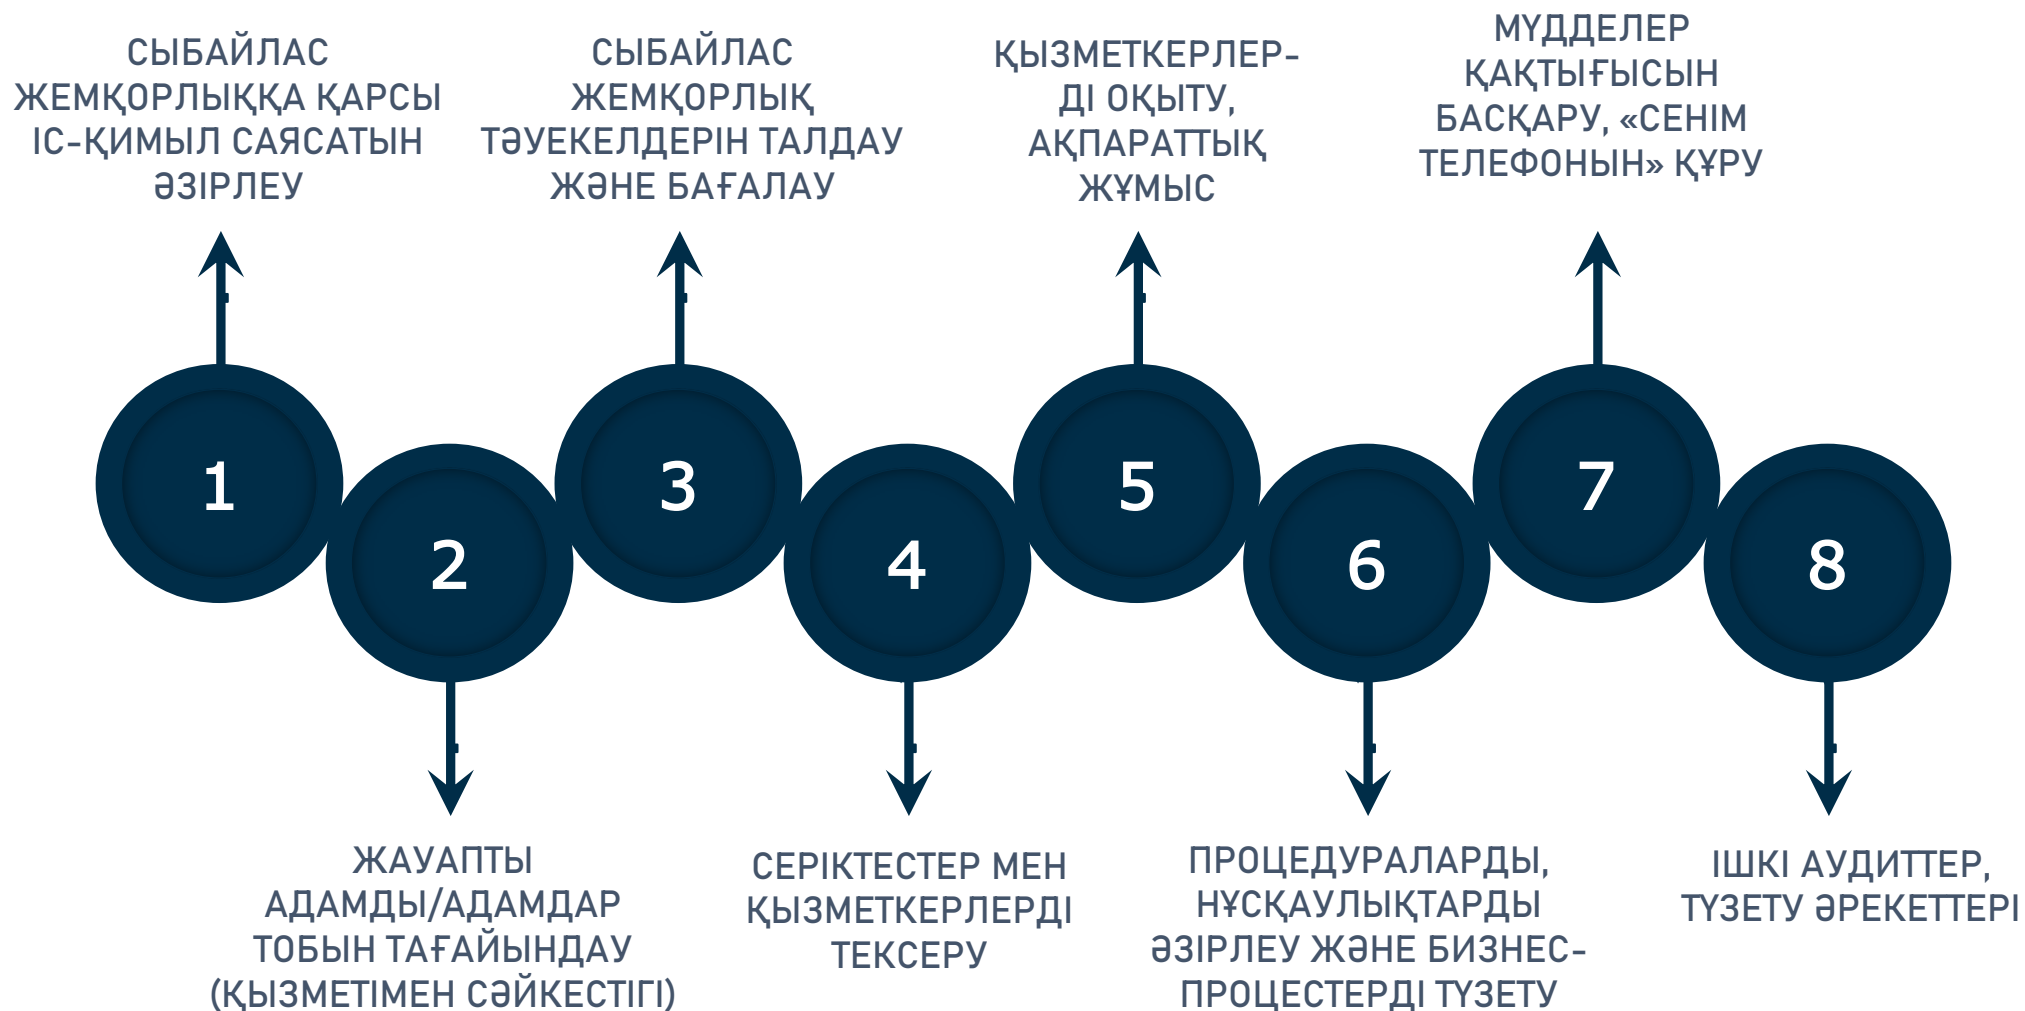 СЫБАЙЛАС
ЖЕМҚОРЛЫҚҚА ҚАРСЫ
ІС-ҚИМЫЛ САЯСАТЫН
ӘЗІРЛЕУ
СЫБАЙЛАС
ЖЕМҚОРЛЫҚ
ТӘУЕКЕЛДЕРІН ТАЛДАУ
ЖӘНЕ БАҒАЛАУ
ҚЫЗМЕТКЕРЛЕР-
ДІ ОҚЫТУ,
АҚПАРАТТЫҚ
ЖҰМЫС
МҮДДЕЛЕР
ҚАҚТЫҒЫСЫН
БАСҚАРУ, «СЕНІМ
ТЕЛЕФОНЫН» ҚҰРУ
1
2
3
4
5
6
7
8
ЖАУАПТЫ
АДАМДЫ/АДАМДАР
ТОБЫН ТАҒАЙЫНДАУ
(ҚЫЗМЕТІМЕН СӘЙКЕСТІГІ)
СЕРІКТЕСТЕР МЕН
ҚЫЗМЕТКЕРЛЕРДІ
ТЕКСЕРУ
ПРОЦЕДУРАЛАРДЫ,
НҰСҚАУЛЫҚТАРДЫ
ӘЗІРЛЕУ ЖӘНЕ БИЗНЕС-
ПРОЦЕСТЕРДІ ТҮЗЕТУ
ІШКІ АУДИТТЕР,
ТҮЗЕТУ ӘРЕКЕТТЕРІ